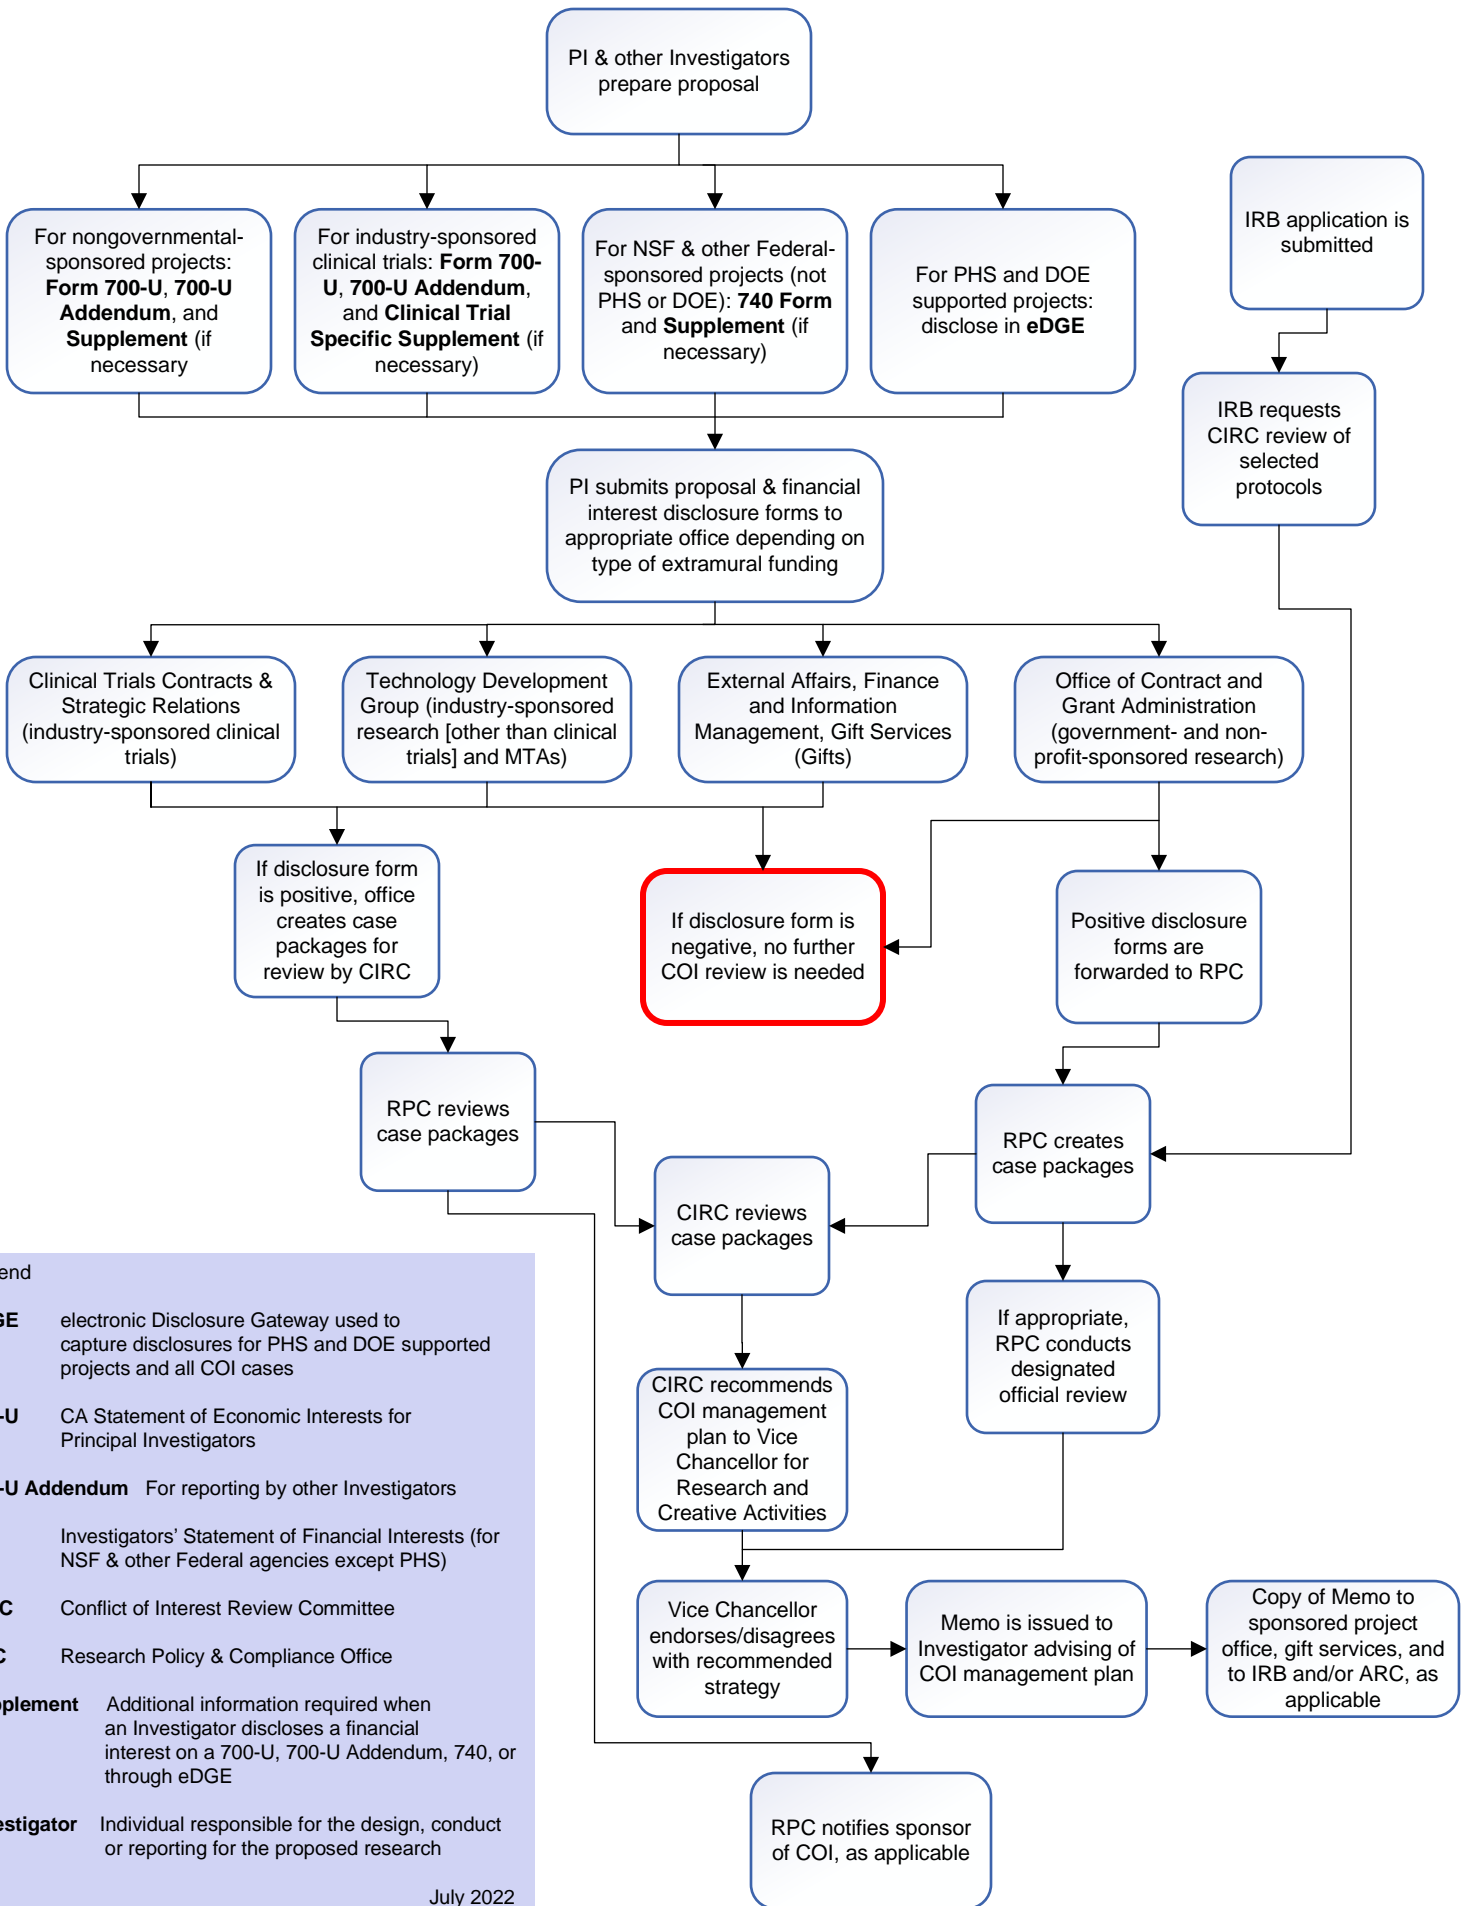 PI & other Investigators
prepare proposal
For nongovernmental-
sponsored projects:
Form 700-U, 700-U
Addendum, and
Supplement (if
necessary
For industry-sponsored
clinical trials: Form 700-
U, 700-U Addendum,
and Clinical Trial
Specific Supplement (if
necessary)
For NSF & other Federal-
sponsored projects (not
PHS or DOE): 740 Form
and Supplement (if
necessary)
For PHS and DOE
supported projects:
disclose in eDGE
IRB application is
submitted
IRB requests
CIRC review of
selected
protocols
PI submits proposal & financial
interest disclosure forms to
appropriate office depending on
type of extramural funding
Clinical Trials Contracts &
Strategic Relations
(industry-sponsored clinical
trials)
Technology Development
Group (industry-sponsored
research [other than clinical
trials] and MTAs)
External Affairs, Finance
and Information
Management, Gift Services
(Gifts)
Office of Contract and
Grant Administration
(government- and non-
profit-sponsored research)
If disclosure form
is positive, office
creates case
packages for
review by CIRC
If disclosure form is
negative, no further
COI review is needed
Positive disclosure
forms are
forwarded to RPC
RPC reviews
case packages
RPC creates
case packages
CIRC reviews
case packages
If appropriate,
RPC conducts
designated
official review
CIRC recommends
COI management
plan to Vice
Chancellor for
Research and
Creative Activities
Vice Chancellor
endorses/disagrees
with recommended
strategy
Memo is issued to
Investigator advising of
COI management plan
Copy of Memo to
sponsored project
office, gift services, and
to IRB and/or ARC, as
applicable
RPC notifies sponsor
of COI, as applicable
end
GE electronic Disclosure Gateway used to
capture disclosures for PHS and DOE supported
projects and all COI cases
-U CA Statement of Economic Interests for
Principal Investigators
-U Addendum For reporting by other Investigators
Investigators’ Statement of Financial Interests (for
NSF & other Federal agencies except PHS)
C Conflict of Interest Review Committee
C Research Policy & Compliance Office
plement Additional information required when
an Investigator discloses a financial
interest on a 700-U, 700-U Addendum, 740, or
through eDGE
estigator Individual responsible for the design, conduct
or reporting for the proposed research
July 2022